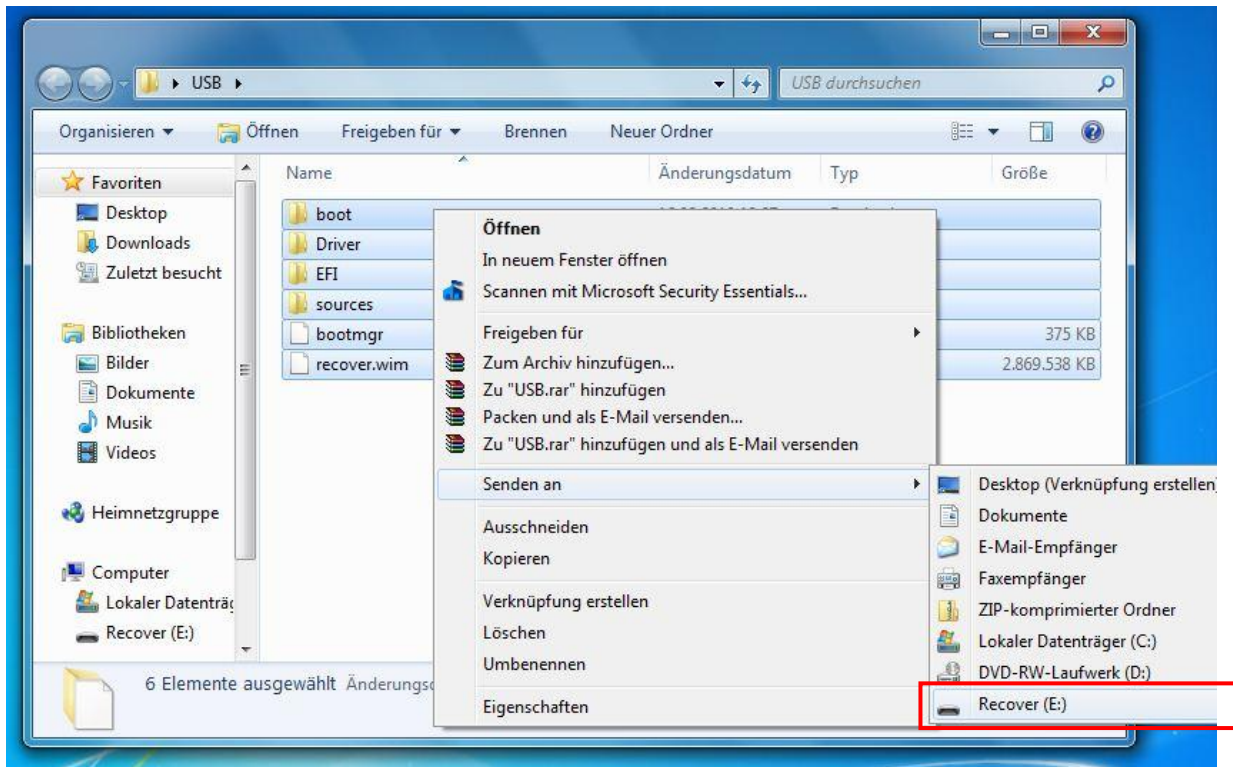 USB
USB durchsuchen
Organisieren Öffnen Freigeben für Brennen Neuer Ordner
Name Änderungsdatum Typ Größe
Favoriten
Desktop
Downloads
Zuletzt besucht
Bibliotheken
Bilder
Dokumente
Musik
Videos
Heimnetzgruppe
Computer
Lokaler Datenträg
Recover (E:)
boot
Driver
EFI
sources
bootmgr 375 KB
recover.wim 2.869.538 KB
Öffnen
In neuem Fenster öffnen
Scannen mit Microsoft Security Essentials...
Freigeben für
Zum Archiv hinzufügen...
Zu "USB.rar" hinzufügen
Packen und als E-Mail versenden...
Zu "USB.rar" hinzufügen und als E-Mail versenden
Senden an
Ausschneiden
Kopieren
Verknüpfung erstellen
Löschen
Umbenennen
Eigenschaften
Desktop (Verknüpfung erstellen)
Dokumente
E-Mail-Empfänger
Faxempfänger
ZIP-komprimierter Ordner
Lokaler Datenträger (C:)
DVD-RW-Laufwerk (D:)
Recover (E:)
6 Elemente ausgewählt Änderungsd